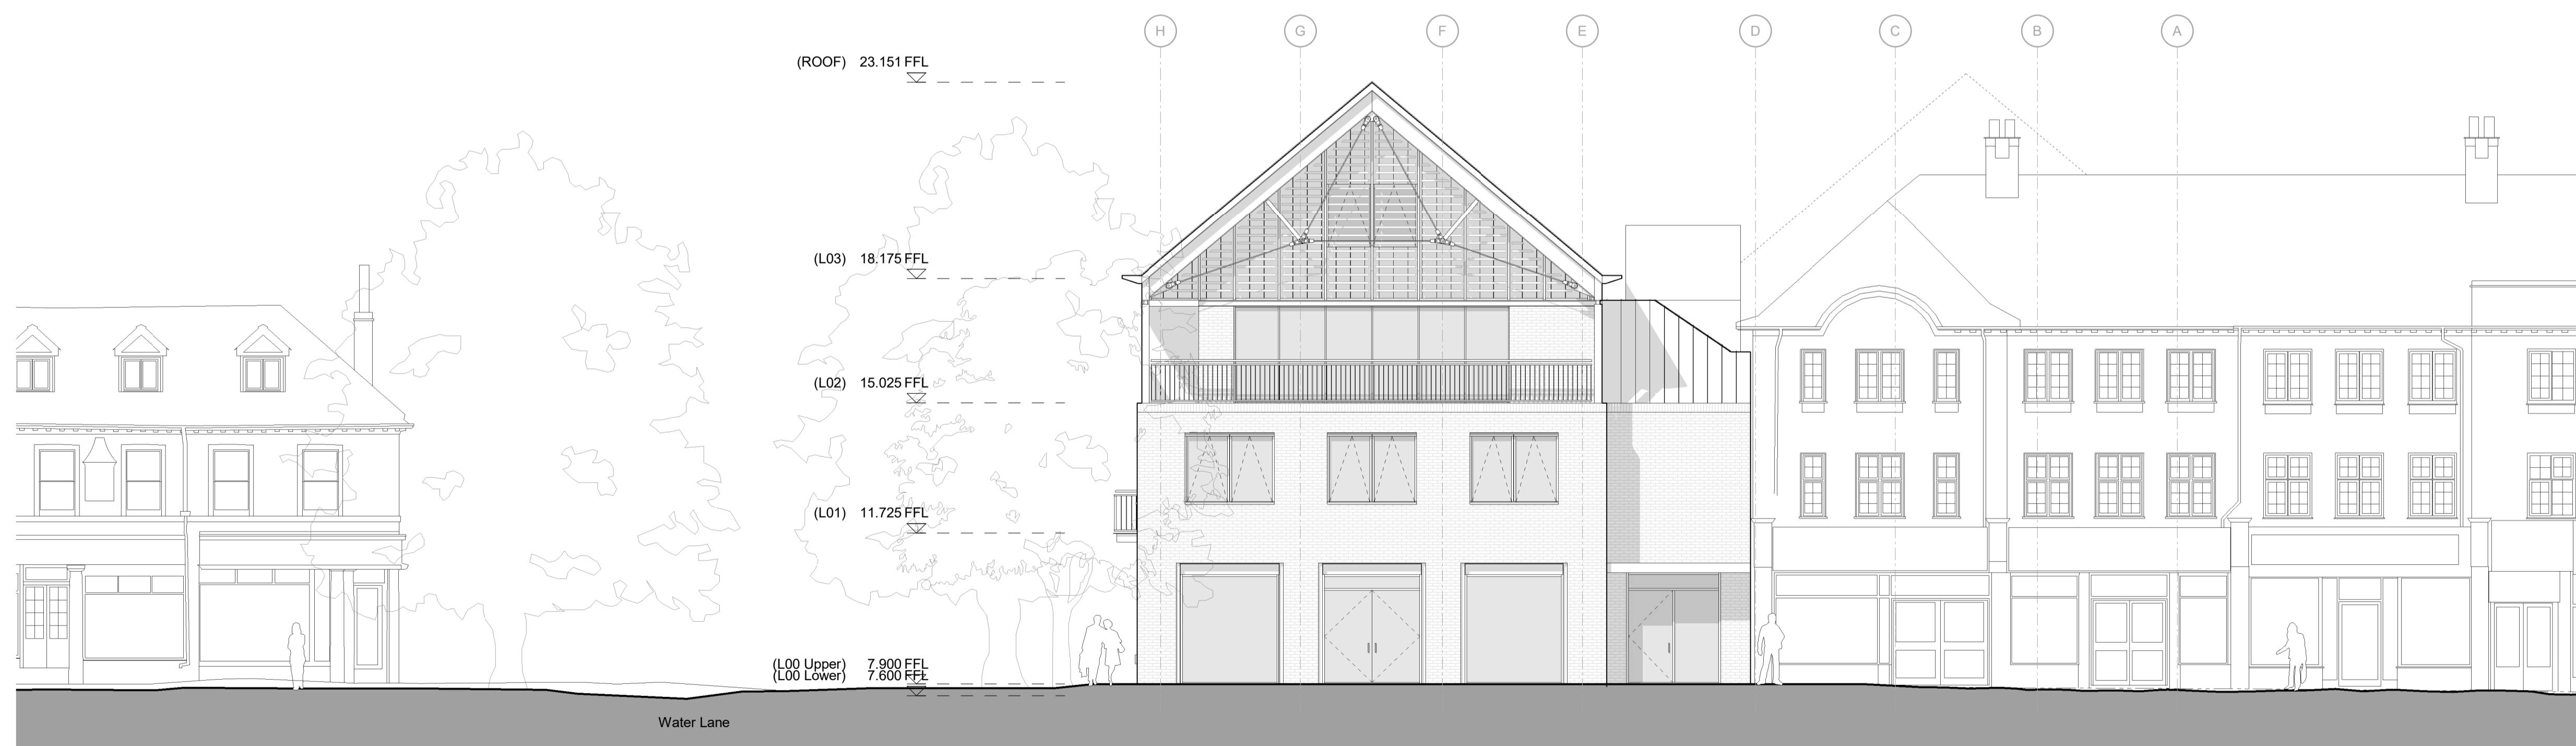 H G F E D C B A
(ROOF) 23.151 FFL
(L03) 18.175 FFL
(L02) 15.025 FFL
(L01) 11.725 FFL
(L00 Upper) 7.900 FFL
(L00 Lower) 7.600 FFL
Water Lane